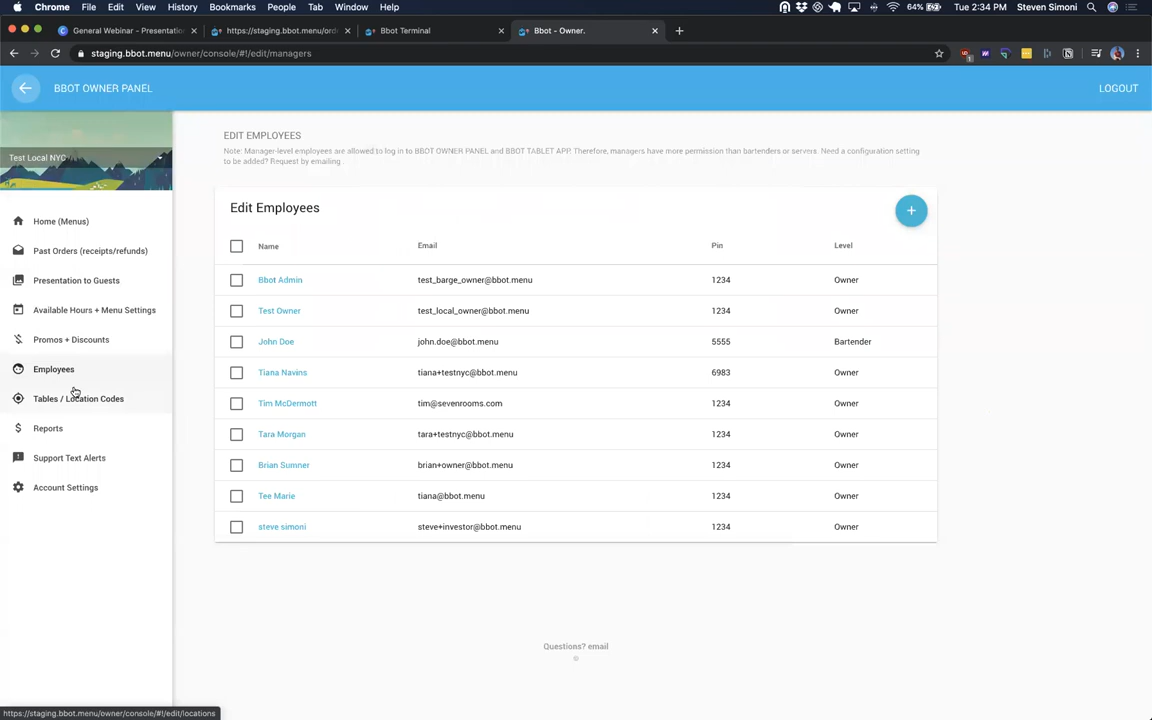 Chrome File Edit View History Bookmarks People Tab Window Help
64% Tue 2:34 PM Steven Simoni
General Webinar - Presentatio
https://staging.bbot.menu/ord
Bbot Terminal
Bbot - Owner.
staging.bbot.menu/owner/console/#!/edit/managers
BBOT OWNER PANEL
LOGOUT
Test Local NYC
Home (Menus)
Past Orders (receipts/refunds)
Presentation to Guests
Available Hours + Menu Settings
Promos + Discounts
Employees
Tables / Location Codes
Reports
Support Text Alerts
Account Settings
EDIT EMPLOYEES
Note: Manager-level employees are allowed to log in to BBOT OWNER PANEL and BBOT TABLET APP. Therefore, managers have more permission than bartenders or servers. Need a configuration setting
to be added? Request by emailing .
Edit Employees
+
Name Email Pin Level
Bbot Admin test_barge_owner@bbot.menu 1234 Owner
Test Owner test_local_owner@bbot.menu 1234 Owner
John Doe john.doe@bbot.menu 5555 Bartender
Tiana Navins tiana+testnyc@bbot.menu 6983 Owner
Tim McDermott tim@sevenrooms.com 1234 Owner
Tara Morgan tara+testnyc@bbot.menu 1234 Owner
Brian Sumner brian+owner@bbot.menu 1234 Owner
Tee Marie tiana@bbot.menu 1234 Owner
steve simoni steve+investor@bbot.menu 1234 Owner
Questions? email
https://staging.bbot.menu/owner/console/#!/edit/locations